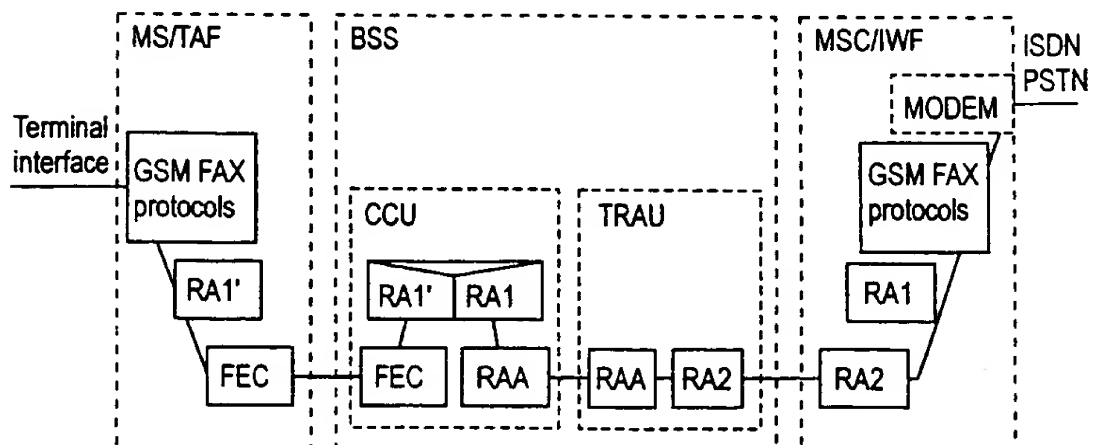 MS/TAF
BSS
MSC/IWF
ISDN
PSTN
MODEM
Terminal
interface
GSM FAX
protocols
GSM FAX
protocols
CCU
TRAU
RA1'
RA1'
RA1
RA1
FEC
FEC
RAA
RAA
RA2
RA2